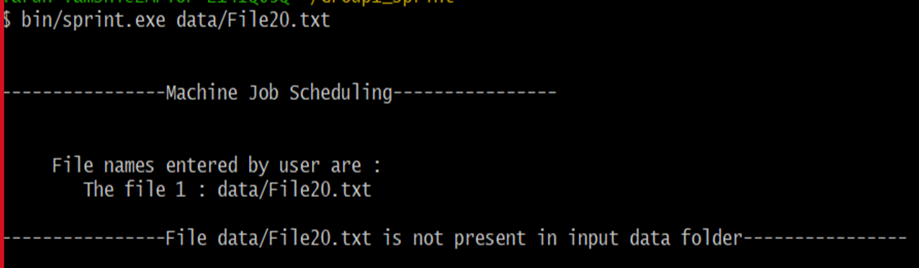 $ bin/sprint.exe data/File20.txt
----------------Machine Job Scheduling----------------
File names entered by user are :
The file 1 : data/File20.txt
----------------File data/File20.txt is not present in input data folder----------------